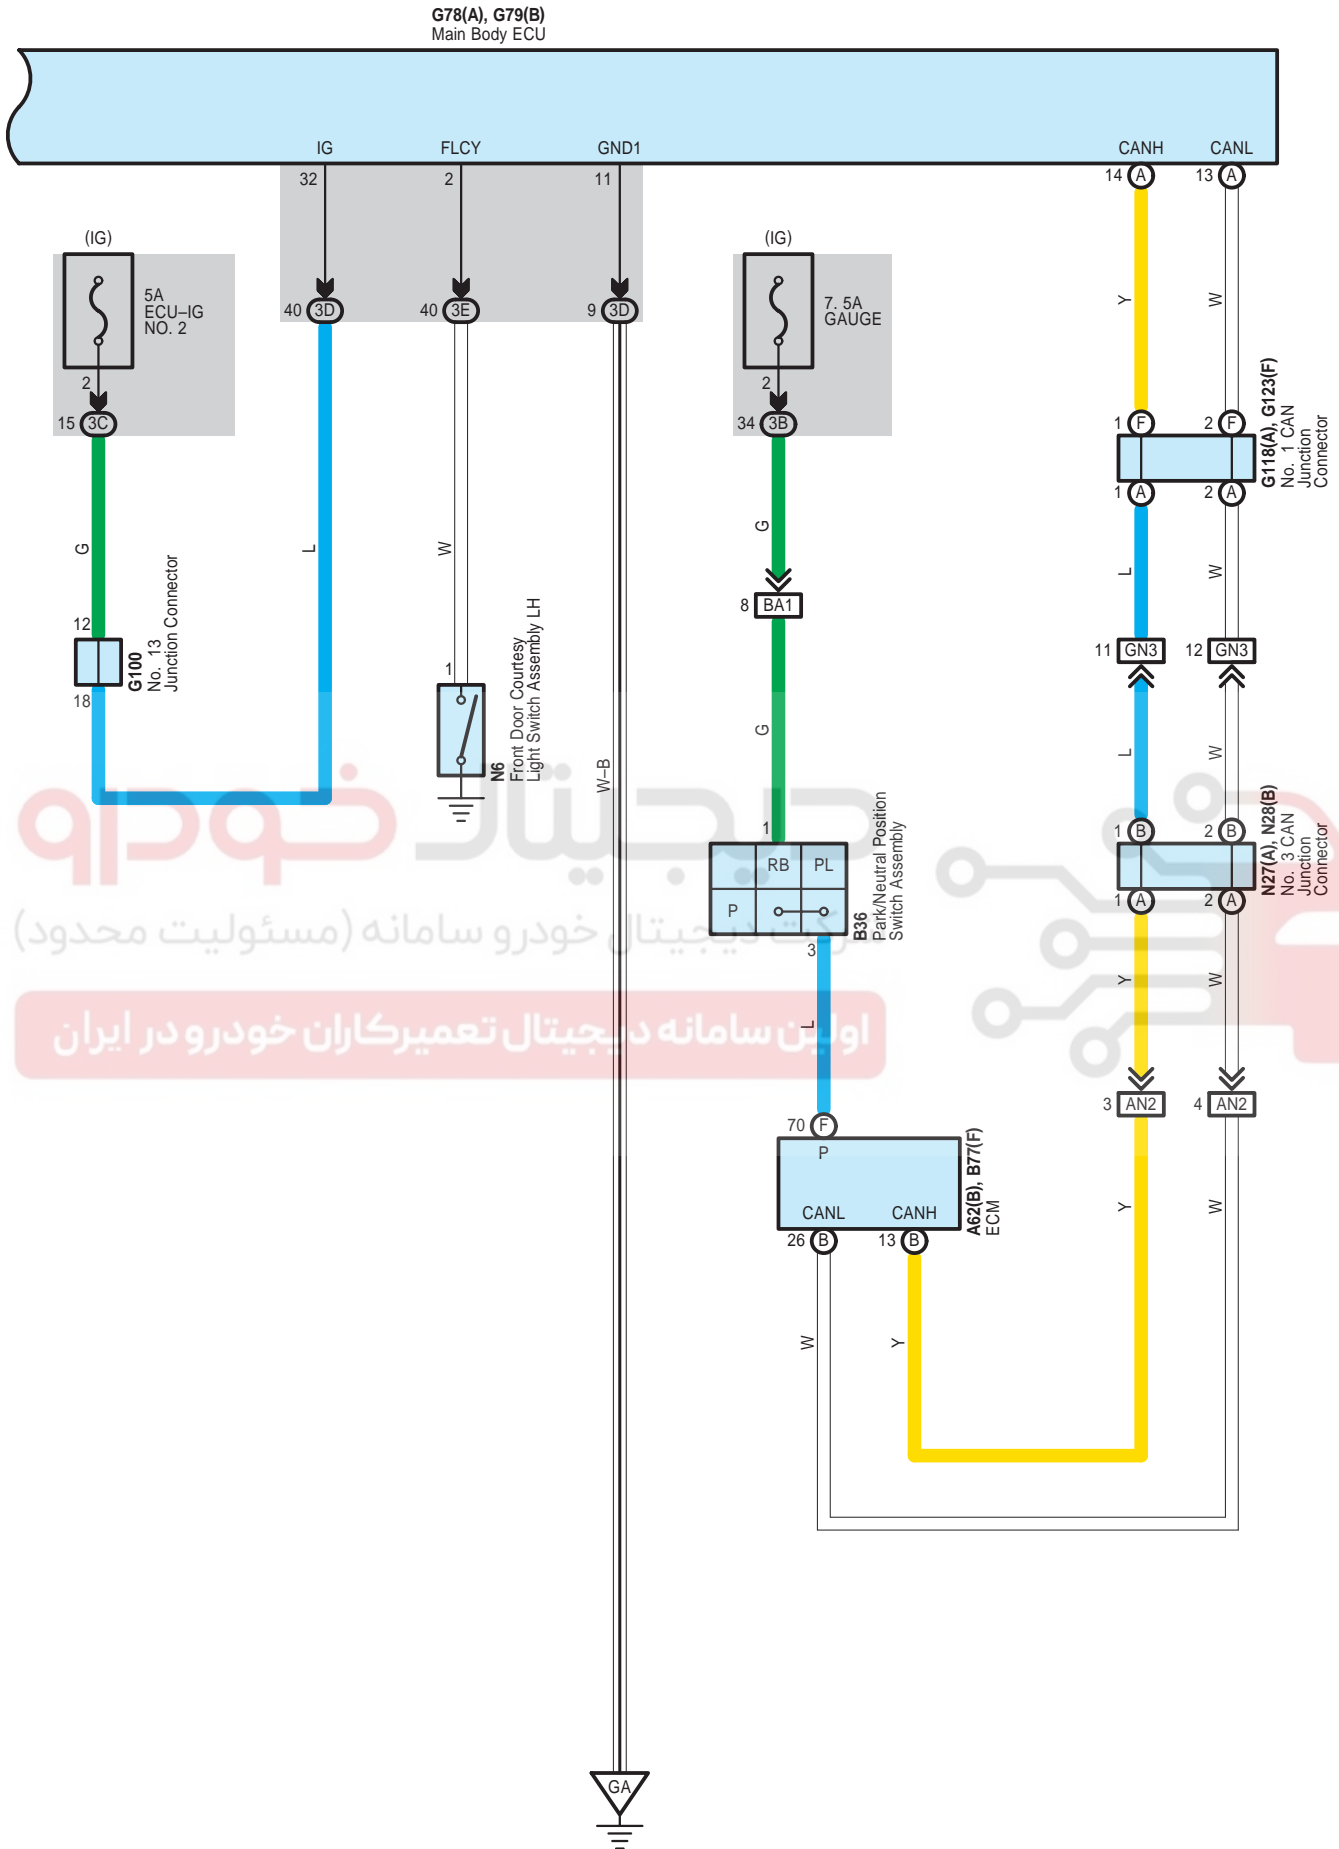 G78(A), G79(B)
Main Body ECU
IG
FLCY
GND1
CANH
CANL
32
2
11
14 A
13 A
(IG)
5A
ECU–IG
NO. 2
2
15 3C
40 3D
40 3E
9 3D
(IG)
7. 5A
GAUGE
2
34 3B
Y
W
1 F
2 F
G118(A), G123(F)
No. 1 CAN
Junction
Connector
1 A
2 A
G
L
W
G
L
W
8 BA1
12
G100
No. 13
Junction Connector
18
11 GN3
12 GN3
1
N6
Front Door Courtesy
Light Switch Assembly LH
W–B
G
L
W
دیجیتال خودرو
1
RB
PL
P
B36
Park/Neutral Position
Switch Assembly
3
1 B
2 B
N27(A), N28(B)
No. 3 CAN
Junction
Connector
1 A
2 A
شرکت دیجیتال خودرو سامانه (مسئولیت محدود)
Y
W
اولین سامانه دیجیتال تعمیرکاران خودرو در ایران
L
3 AN2
4 AN2
70 F
P
CANL
CANH
A62(B), B77(F)
ECM
26 B
13 B
Y
W
W
Y
GA